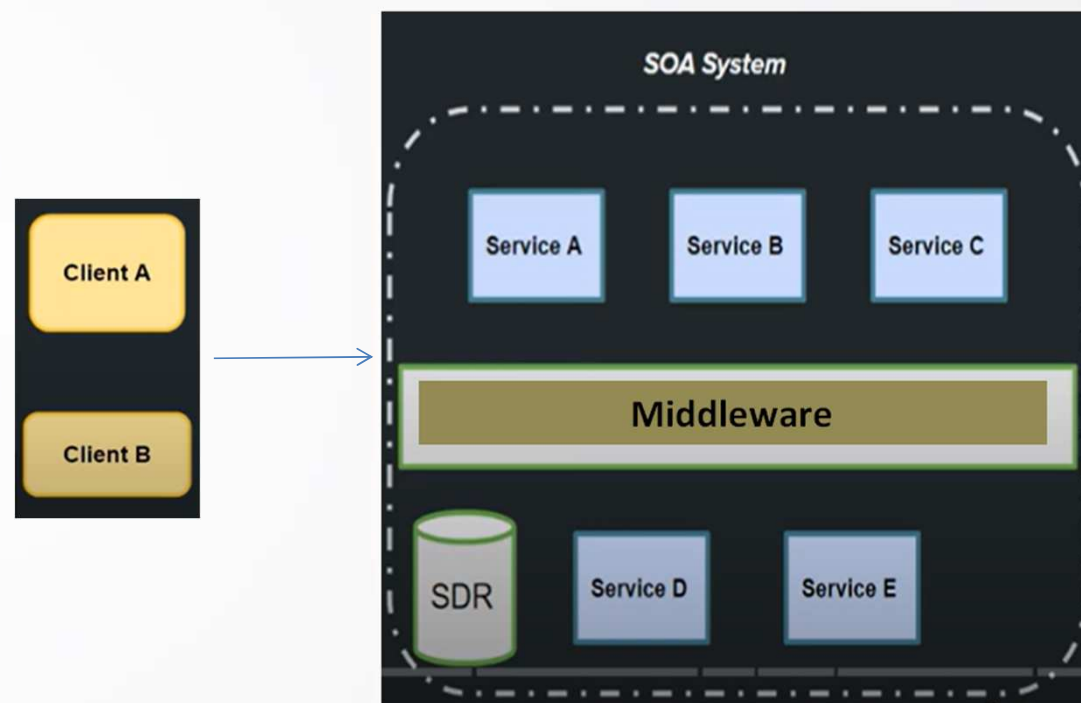 SOA System
Client A
Client B
Service A
Service B
Service C
Middleware
SDR
Service D
Service E